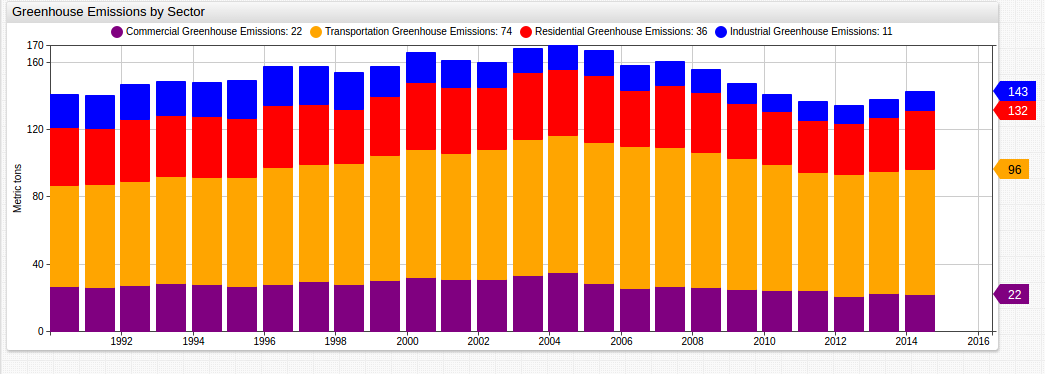 Greenhouse Emissions by Sector
Commercial Greenhouse Emissions: 22 Transportation Greenhouse Emissions: 74 Residential Greenhouse Emissions: 36 Industrial Greenhouse Emissions: 11
170
160
120
80
40
0
Metric tons
143
132
96
22
1992 1994 1996 1998 2000 2002 2004 2006 2008 2010 2012 2014 2016